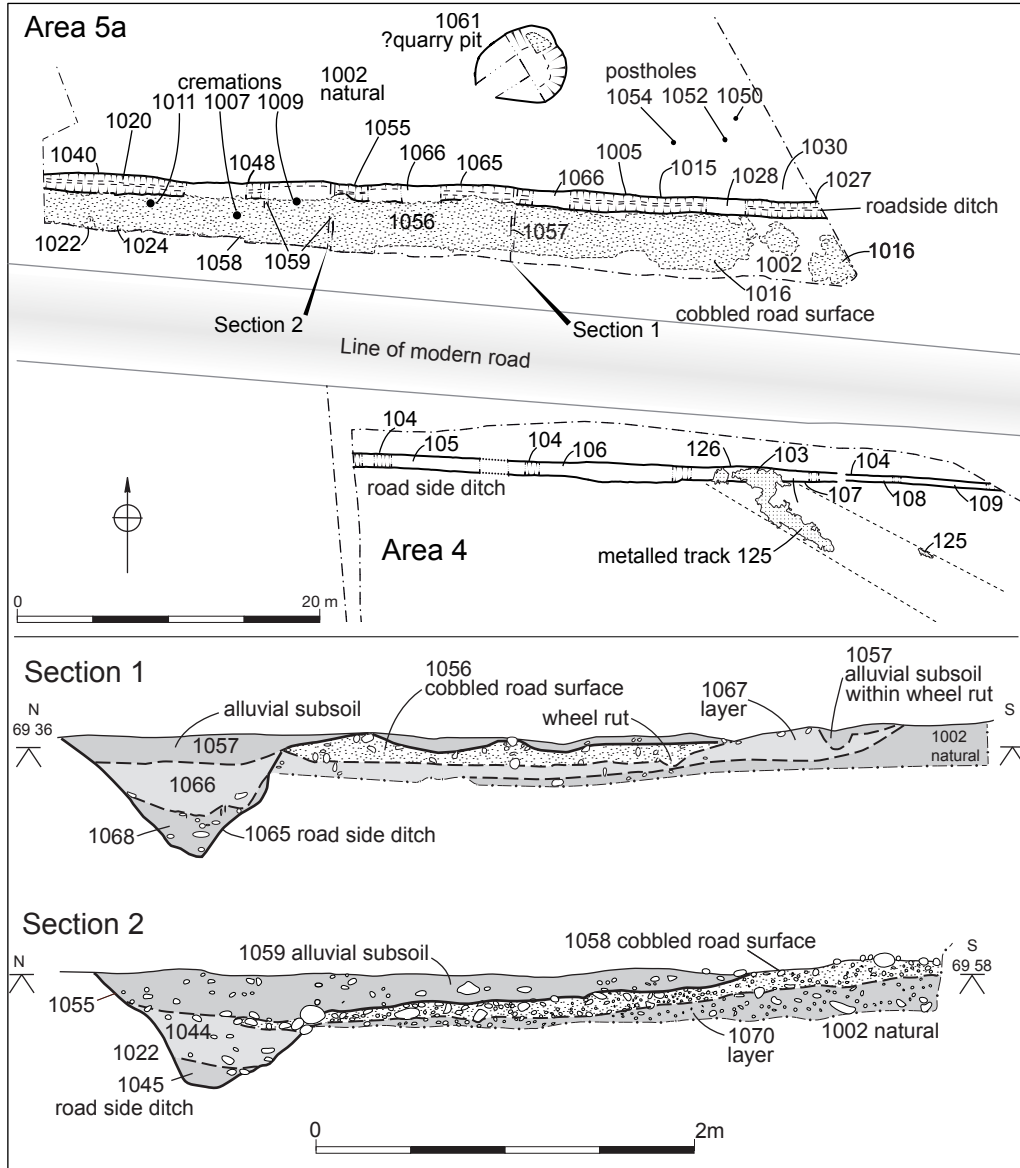 Area 5a
1061
?quarry pit
cremations
1011 1007 1009
1002
natural
postholes
1054 1052 1050
1020
1040
1048
1055
1066
1065
1066
1005
1015
1028
1030
1027
roadside ditch
1056
1057
1022
1024
1058
1059
1002
1016
1016
cobbled road surface
Section 2
Section 1
Line of modern road
104
105
104
106
126
103
104
107
108
109
road side ditch
125
metalled track 125
Area 4
0
20 m
Section 1
N
69 36
alluvial subsoil
1056
cobbled road surface
wheel rut
1067
layer
1057
alluvial subsoil
within wheel rut
S
1002
natural
1057
1066
1068
1065 road side ditch
Section 2
N
1059 alluvial subsoil
1058 cobbled road surface
S
69 58
1055
1044
1022
1045
road side ditch
1070
layer
1002 natural
0
2m